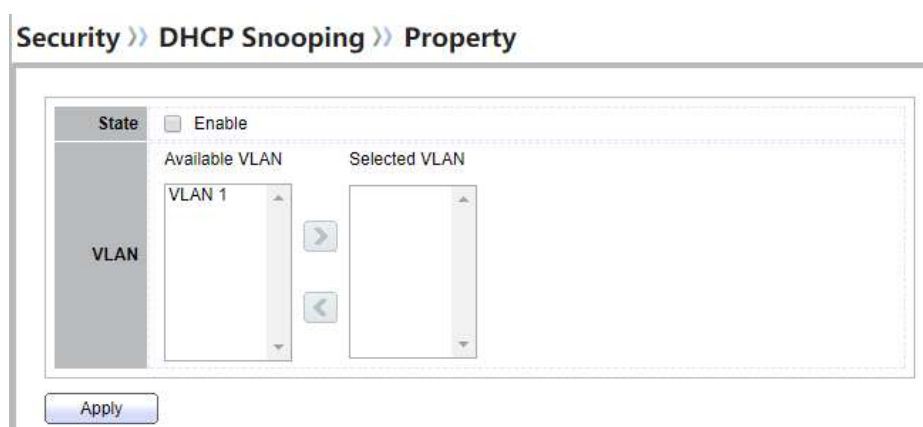 Security » DHCP Snooping » Property
State Enable
Available VLAN Selected VLAN
VLAN 1
VLAN
Apply